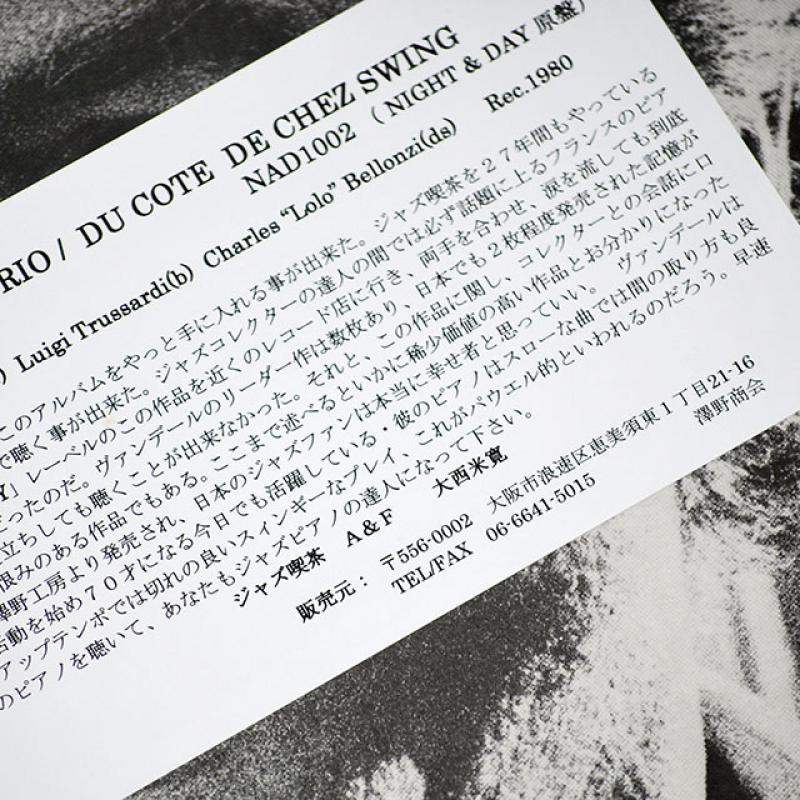 RIO / DU COTE DE CHEZ SWING
NAD1002 （NIGHT & DAY 原盤）
) Luigi Trussardi(b) Charles “Lolo” Bellonzi(ds) Rec.1980
このアルバムをやっと手に入れる事が出来た。ジャズ喫茶を２７年間もやっている
で聴く事が出来た。ジャズコレクターの達人の間では必ず話題に上るフランスのピア
Y」レーベルのこの作品を近くのレコード店に行き、両手を合わせ、涙を流しても到底
だったのだ。ヴァンデールのリーダー作は数枚あり、日本でも２枚程度発売された記憶が
立ちしても聴くことが出来なかった。それと、この作品に関し、コレクターとの会話に口
恨みのある作品でもある。ここまで述べるといかに稀少価値の高い作品とお分かりになった
澤野工房より発売され、日本のジャズファンは本当に幸せ者と思っていい。 ヴァンデールは
活動を始め７０才になる今日でも活躍している・彼のピアノはスローな曲では間の取り方も良
アップテンポでは切れの良いスィンギーなプレイ、これがパウエル的といわれるのだろう。早速
のピアノを聴いて、あなたもジャズピアノの達人になって下さい。
ジャズ喫茶 A＆F 大西米寛
販売元： 〒556-0002 大阪市浪速区恵美須東１丁目21-16
TEL/FAX 06-6641-5015 澤野商会